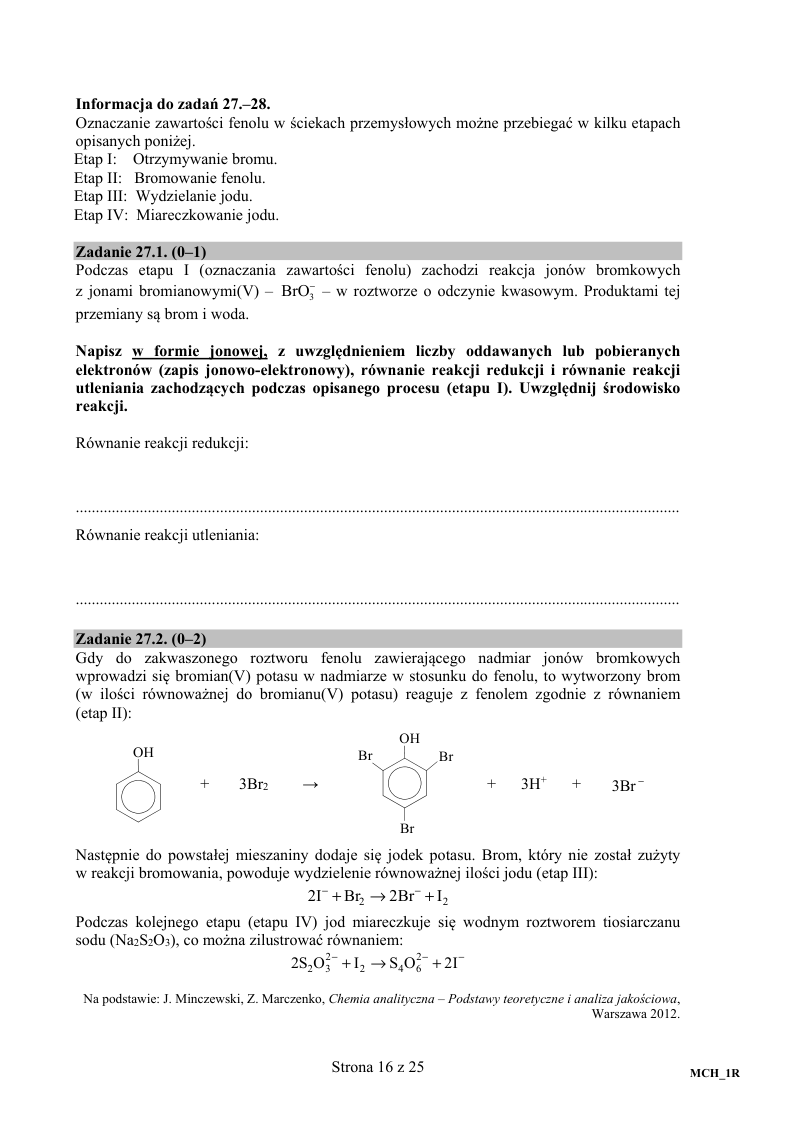 Informacja do zadań 27.–28.
Oznaczanie zawartości fenolu w ściekach przemysłowych możne przebiegać w kilku etapach
opisanych poniżej.
Etap I: Otrzymywanie bromu.
Etap II: Bromowanie fenolu.
Etap III: Wydzielanie jodu.
Etap IV: Miareczkowanie jodu.
Zadanie 27.1. (0–1)
Podczas etapu I (oznaczania zawartości fenolu) zachodzi reakcja jonów bromkowych
z jonami bromianowymi(V) – BrO₃⁻ – w roztworze o odczynie kwasowym. Produktami tej
przemiany są brom i woda.
Napisz w formie jonowej, z uwzględnieniem liczby oddawanych lub pobieranych
elektronów (zapis jonowo-elektronowy), równanie reakcji redukcji i równanie reakcji
utleniania zachodzących podczas opisanego procesu (etapu I). Uwzględnij środowisko
reakcji.
Równanie reakcji redukcji:
.......................................................................................................................................................
Równanie reakcji utleniania:
.......................................................................................................................................................
Zadanie 27.2. (0–2)
Gdy do zakwaszonego roztworu fenolu zawierającego nadmiar jonów bromkowych
wprowadzi się bromian(V) potasu w nadmiarze w stosunku do fenolu, to wytworzony brom
(w ilości równoważnej do bromianu(V) potasu) reaguje z fenolem zgodnie z równaniem
(etap II):
OH
OH
Br Br
+ 3Br₂ → + 3H⁺ + 3Br⁻
Br
Następnie do powstałej mieszaniny dodaje się jodek potasu. Brom, który nie został zużyty
w reakcji bromowania, powoduje wydzielenie równoważnej ilości jodu (etap III):
2I⁻ + Br₂ → 2Br⁻ + I₂
Podczas kolejnego etapu (etapu IV) jod miareczkuje się wodnym roztworem tiosiarczanu
sodu (Na₂S₂O₃), co można zilustrować równaniem:
2S₂O₃²⁻ + I₂ → S₄O₆²⁻ + 2I⁻
Na podstawie: J. Minczewski, Z. Marczenko, Chemia analityczna – Podstawy teoretyczne i analiza jakościowa,
Warszawa 2012.
Strona 16 z 25
MCH_1R